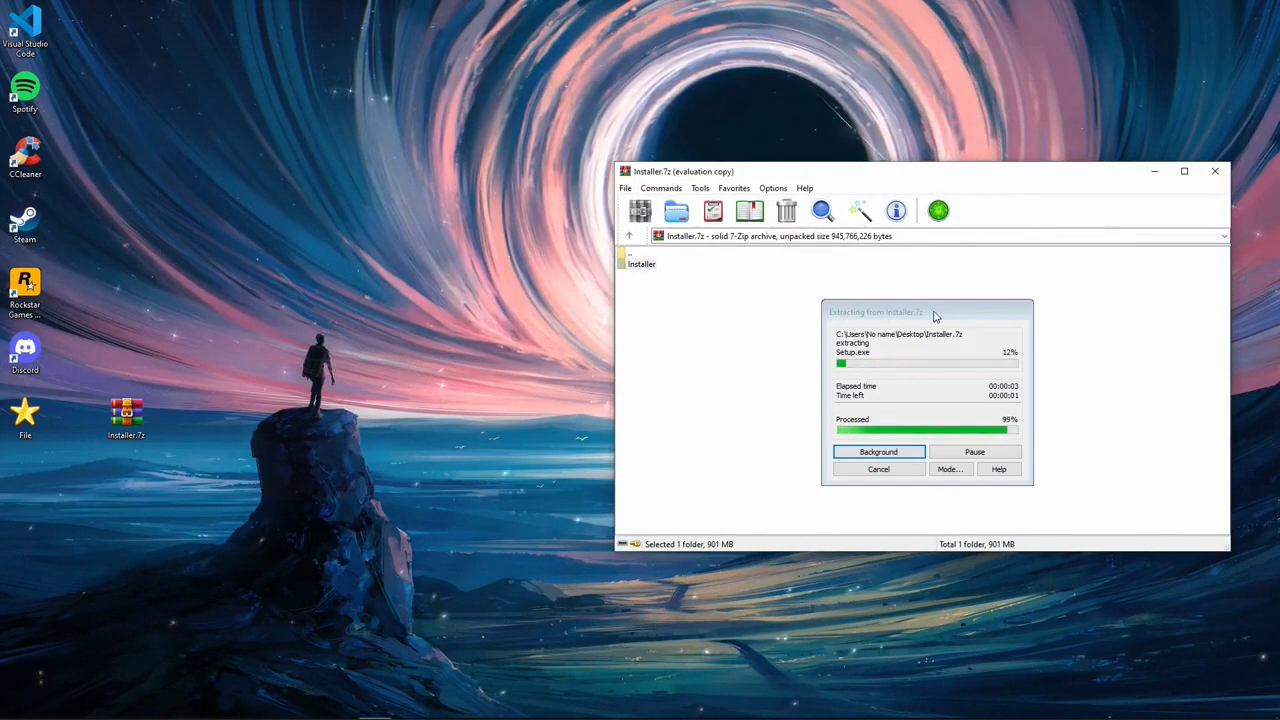 Visual Studio
Code
Spotify
CCleaner
Steam
Rockstar
Games ...
Discord
File
Installer.7z
Installer.7z (evaluation copy)
File Commands Tools Favorites Options Help
Installer.7z - solid 7-Zip archive, unpacked size 945,766,226 bytes
..
Installer
Extracting from Installer.7z
C:\Users\No name\Desktop\Installer.7z
extracting
Setup.exe 12%
Elapsed time 00:00:03
Time left 00:00:01
Processed 99%
Background Pause
Cancel Mode... Help
Selected 1 folder, 901 MB Total 1 folder, 901 MB